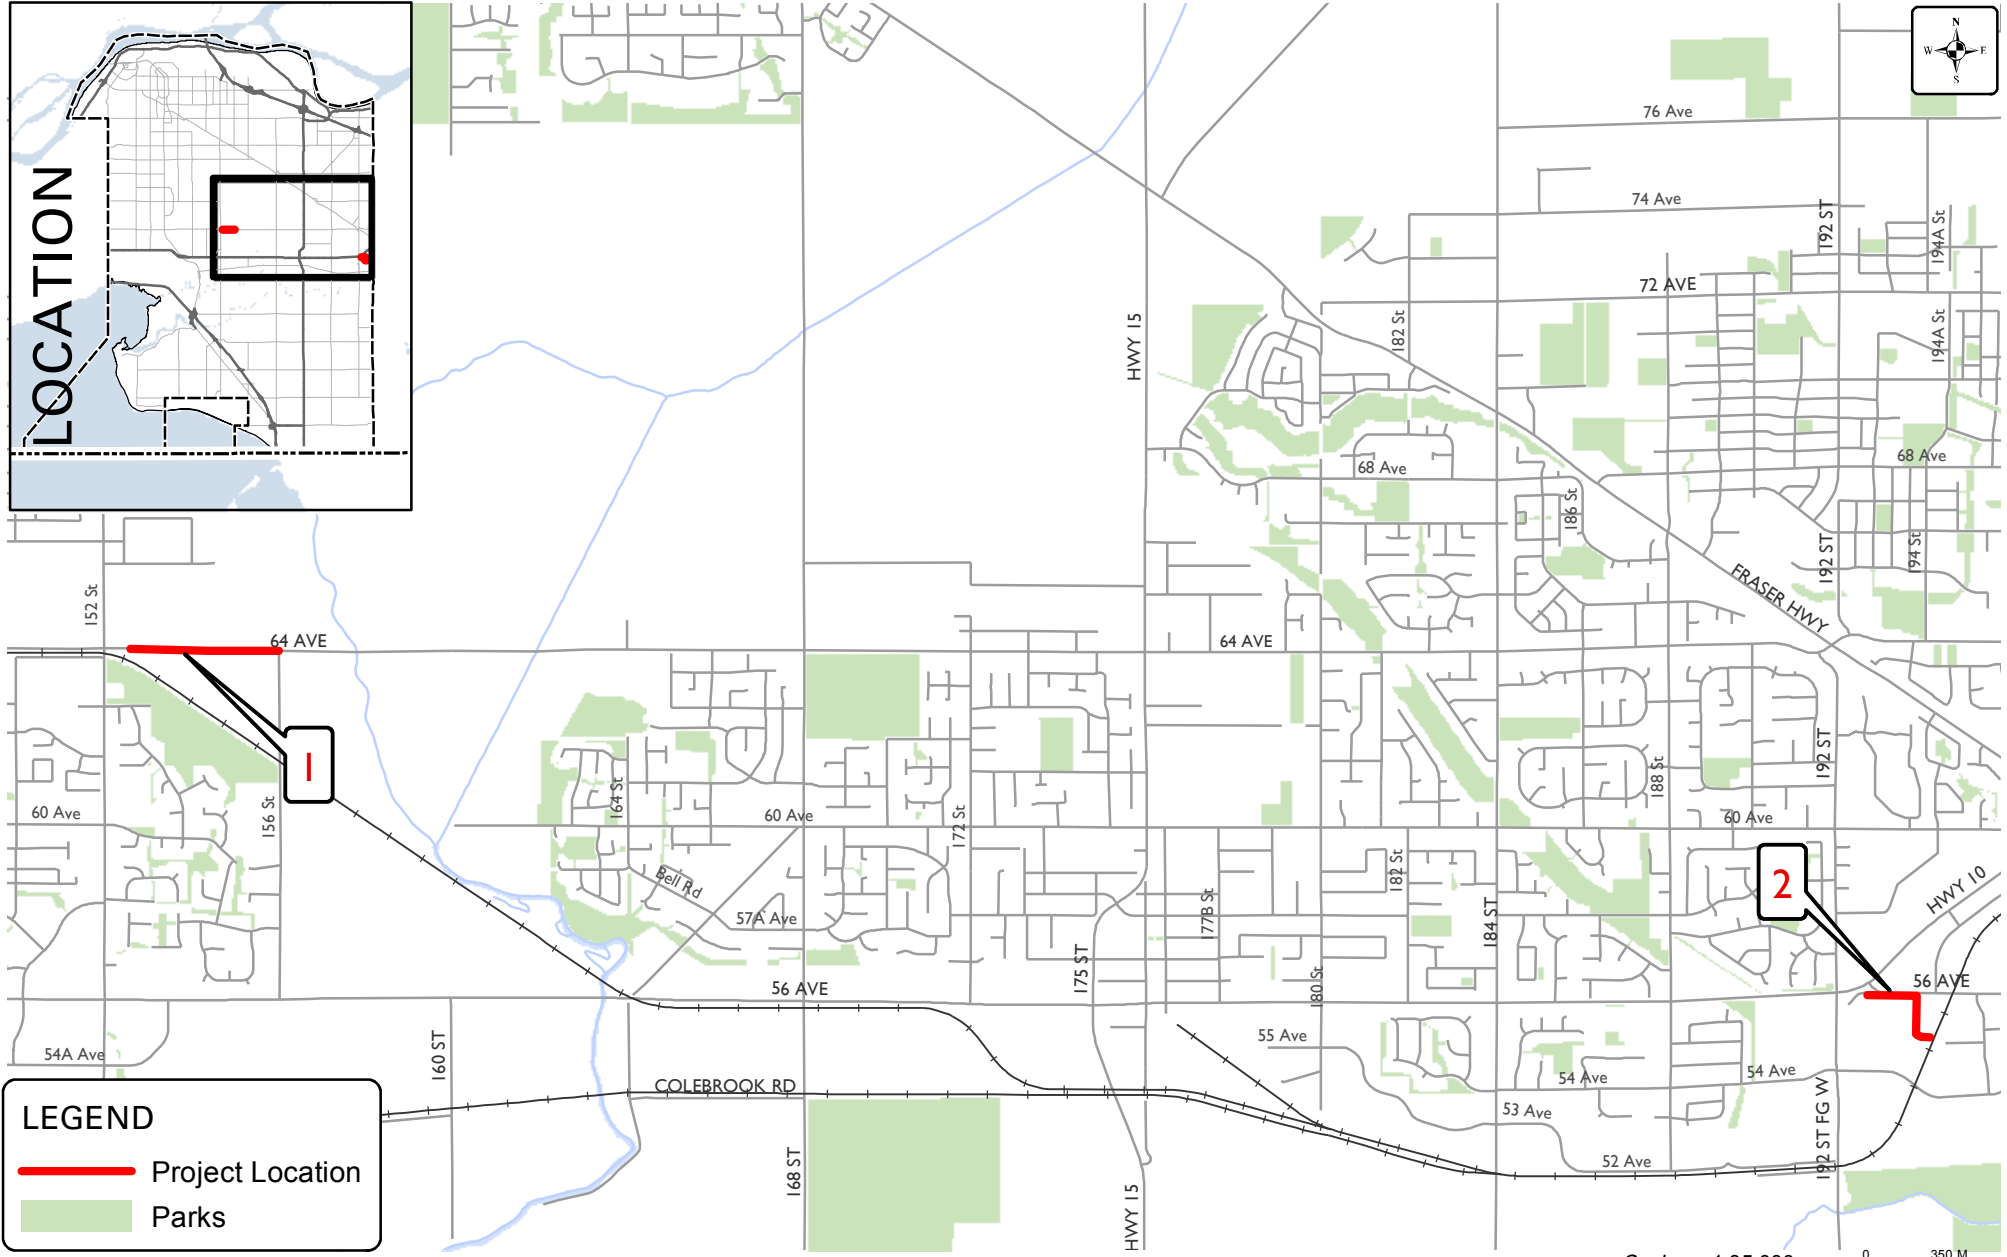 LOCATION
N
W E
S
76 Ave
74 Ave
192 ST
194A St
72 AVE
HWY 15
182 St
194A St
68 Ave
68 Ave
186 St
192 ST
194 St
FRASER HWY
152 St
64 AVE
64 AVE
1
192 ST
188 St
164 St
60 Ave
156 St
60 Ave
172 St
60 Ave
Bell Rd
182 St
2
HWY 10
57A Ave
177B St
184 ST
175 ST
180 St
56 AVE
56 AVE
160 ST
54A Ave
55 Ave
54 Ave
54 Ave
COLEBROOK RD
53 Ave
192 ST FG W
52 Ave
168 ST
HWY 15
LEGEND
Project Location
Parks
0 350 M